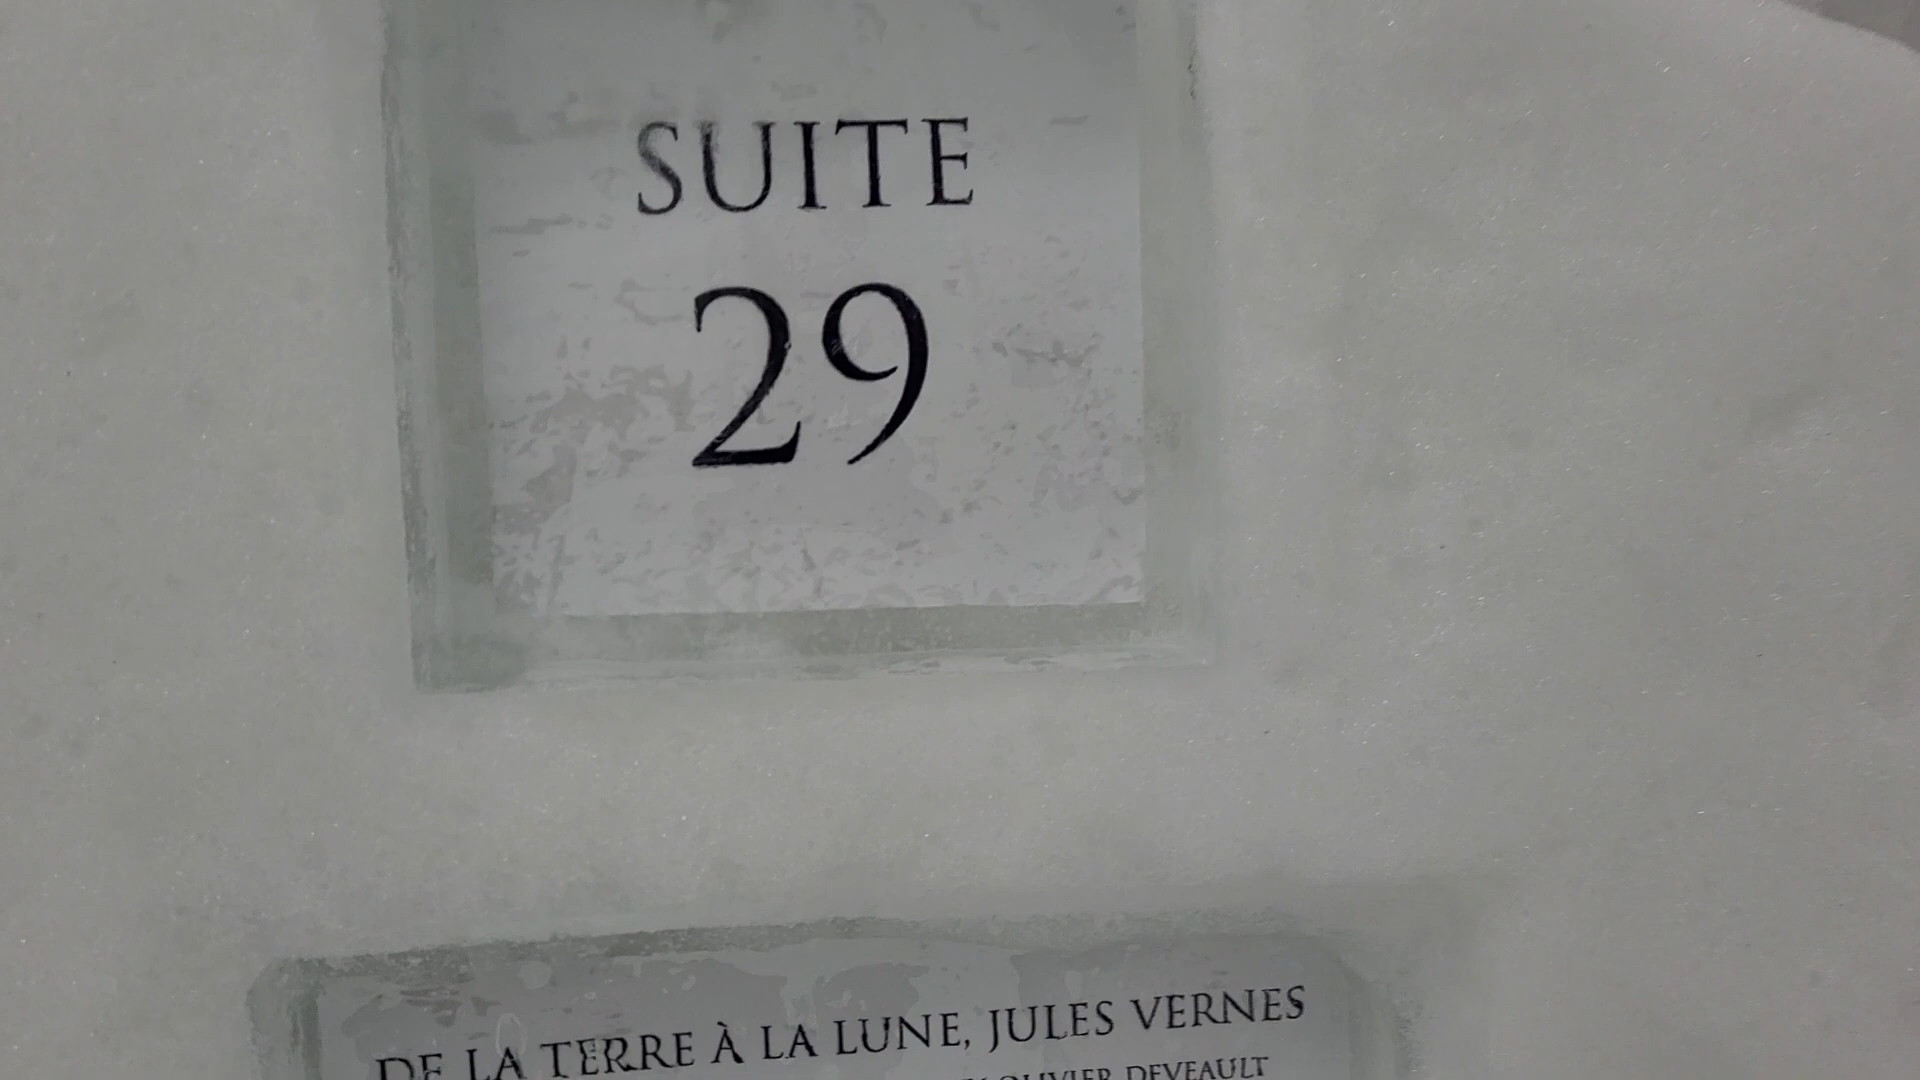 SUITE
29
DE LA TERRE À LA LUNE, JULES VERNES
OLIVIER DEVEAULT